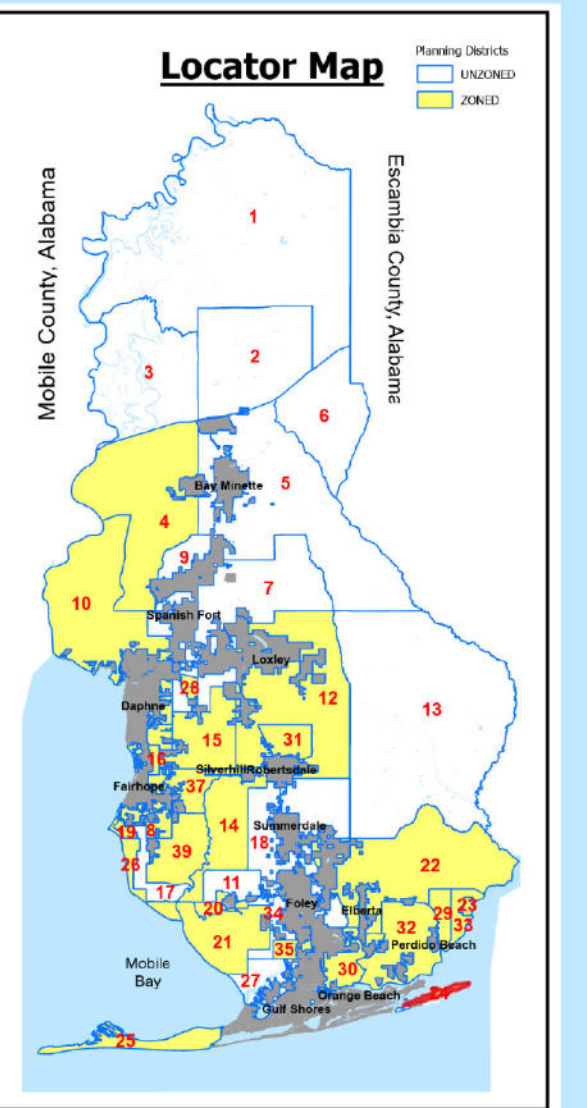 Locator Map
Planning Districts
UNZONED
ZONED
Mobile County, Alabama
Escambia County, Alabama
1
2
3
6
Bay Minette
5
4
9
7
10
Spanish Fort
Loxley
28
12
Daphne
13
15
31
16
Silverhill
Robertsdale
Fairhope
37
14
Summerdale
19
8
18
39
26
22
11
17
Foley
20
34
Elberta
29
23
32
33
21
35
Perdido Beach
Mobile
Bay
27
30
Orange Beach
24
Gulf Shores
25